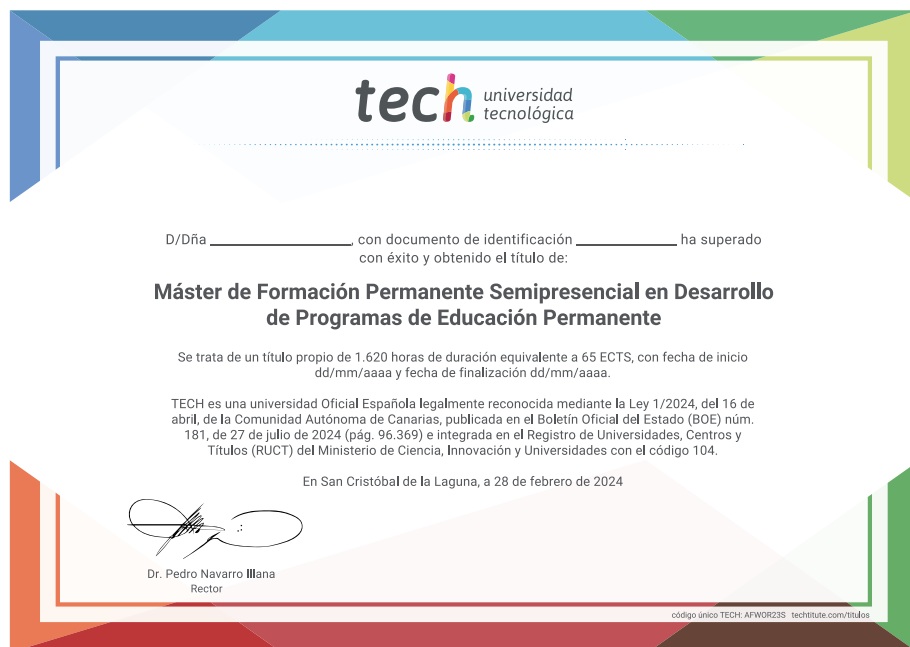 tech universidad
tecnológica
D/Dña ______________, con documento de identificación __________ ha superado
con éxito y obtenido el título de:
Máster de Formación Permanente Semipresencial en Desarrollo
de Programas de Educación Permanente
Se trata de un título propio de 1.620 horas de duración equivalente a 65 ECTS, con fecha de inicio
dd/mm/aaaa y fecha de finalización dd/mm/aaaa.
TECH es una universidad Oficial Española legalmente reconocida mediante la Ley 1/2024, del 16 de
abril, de la Comunidad Autónoma de Canarias, publicada en el Boletín Oficial del Estado (BOE) núm.
181, de 27 de julio de 2024 (pág. 96.369) e integrada en el Registro de Universidades, Centros y
Títulos (RUCT) del Ministerio de Ciencia, Innovación y Universidades con el código 104.
En San Cristóbal de la Laguna, a 28 de febrero de 2024
Dr. Pedro Navarro Illana
Rector
código único TECH: AFWOR23S techtitute.com/titulos